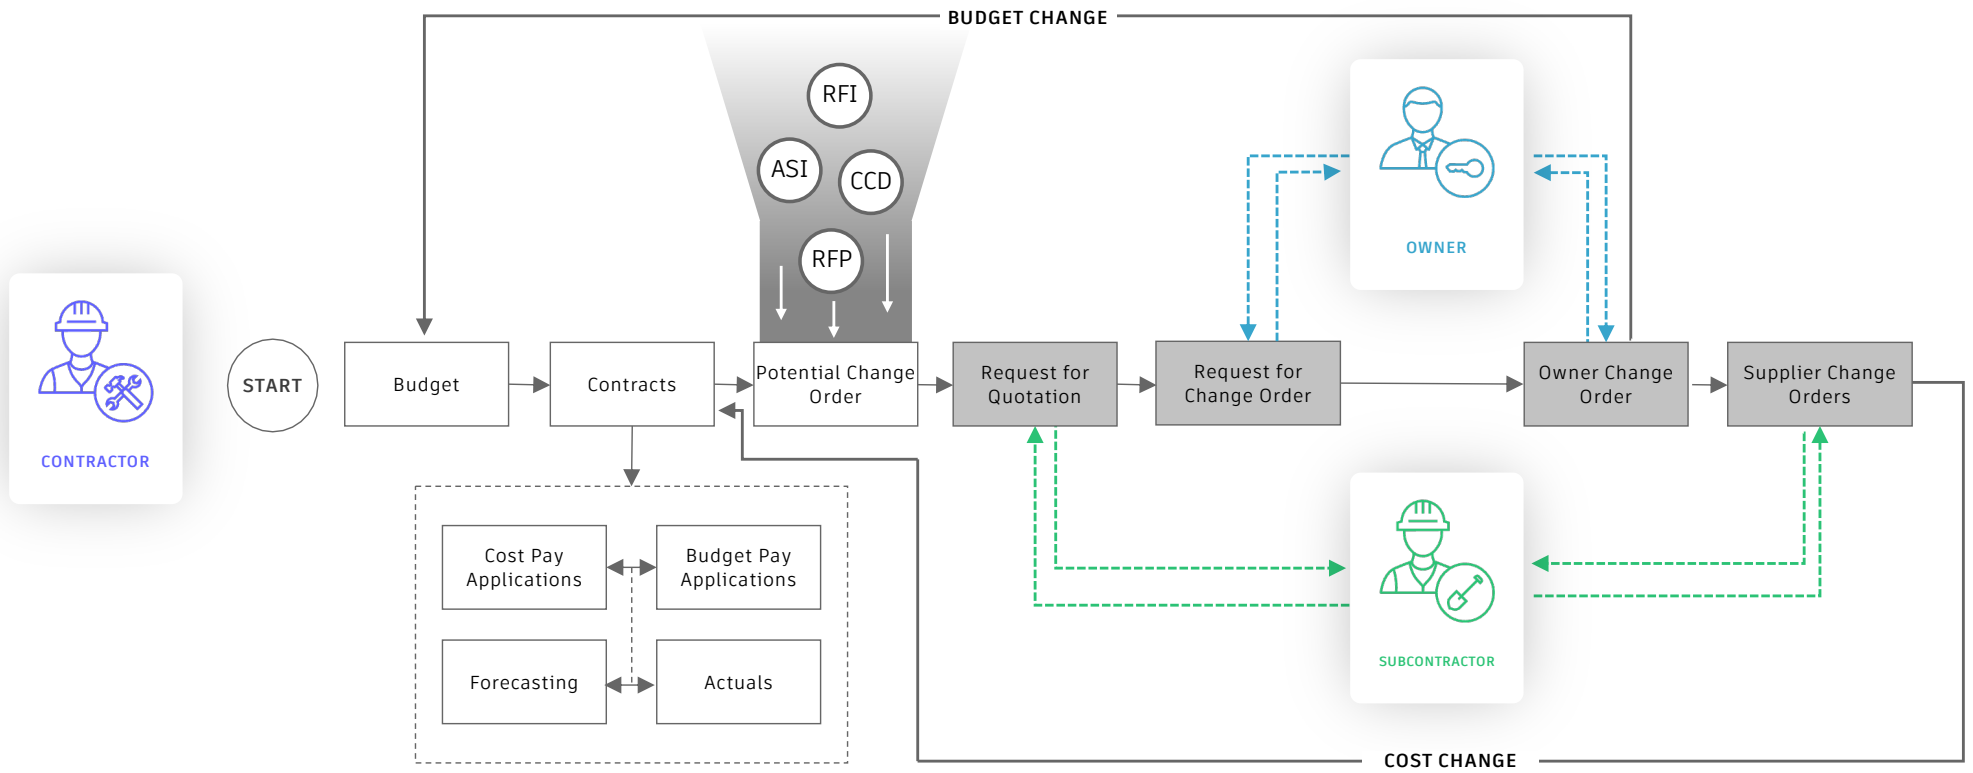 BUDGET CHANGE
RFI
ASI
CCD
RFP
OWNER
CONTRACTOR
START
Budget
Contracts
Potential Change
Order
Request for
Quotation
Request for
Change Order
Owner Change
Order
Supplier Change
Orders
Cost Pay
Applications
Budget Pay
Applications
Forecasting
Actuals
SUBCONTRACTOR
COST CHANGE